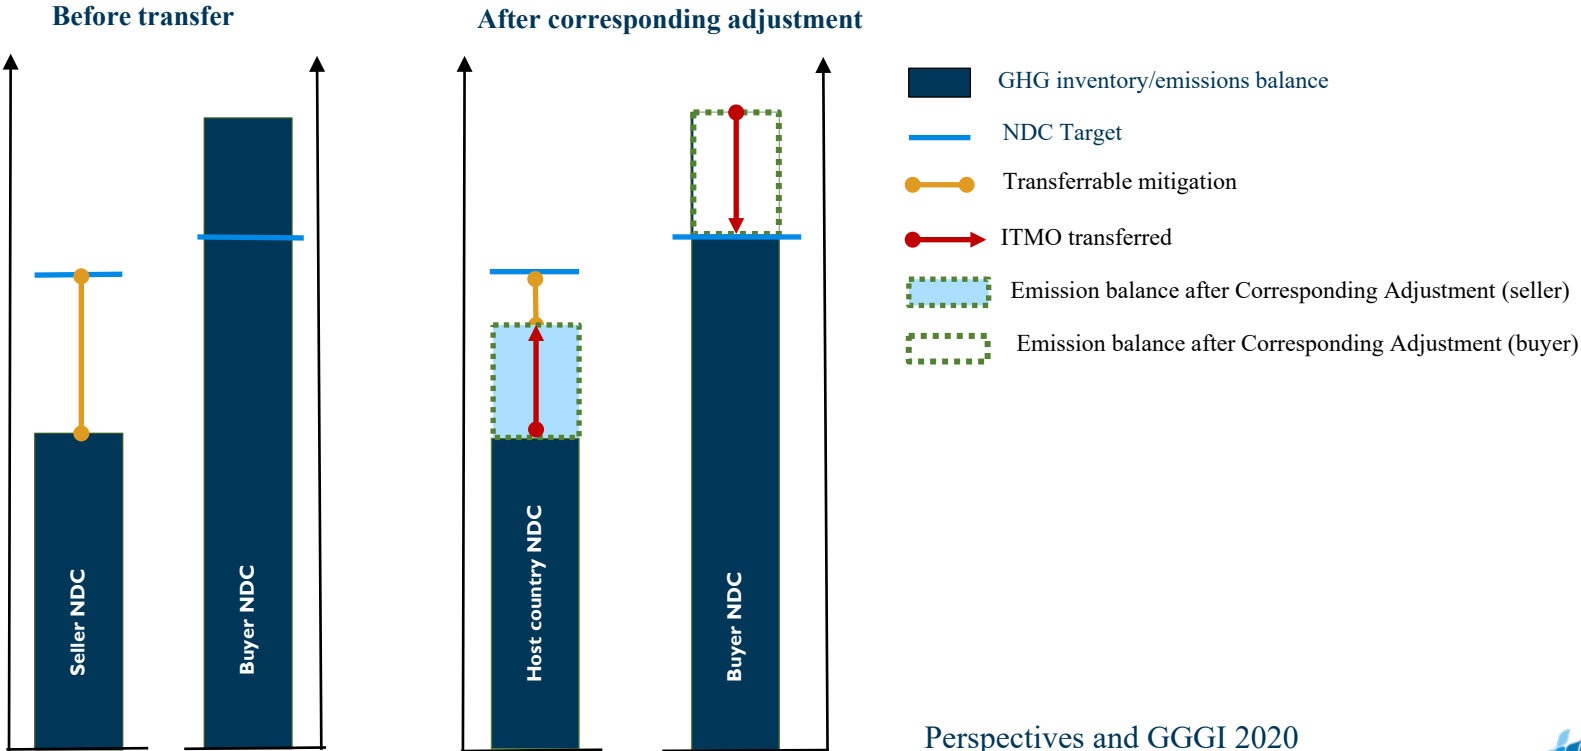 Before transfer
After corresponding adjustment
Seller NDC
Buyer NDC
Host country NDC
Buyer NDC
GHG inventory/emissions balance
NDC Target
Transferrable mitigation
ITMO transferred
Emission balance after Corresponding Adjustment (seller)
Emission balance after Corresponding Adjustment (buyer)
Perspectives and GGGI 2020